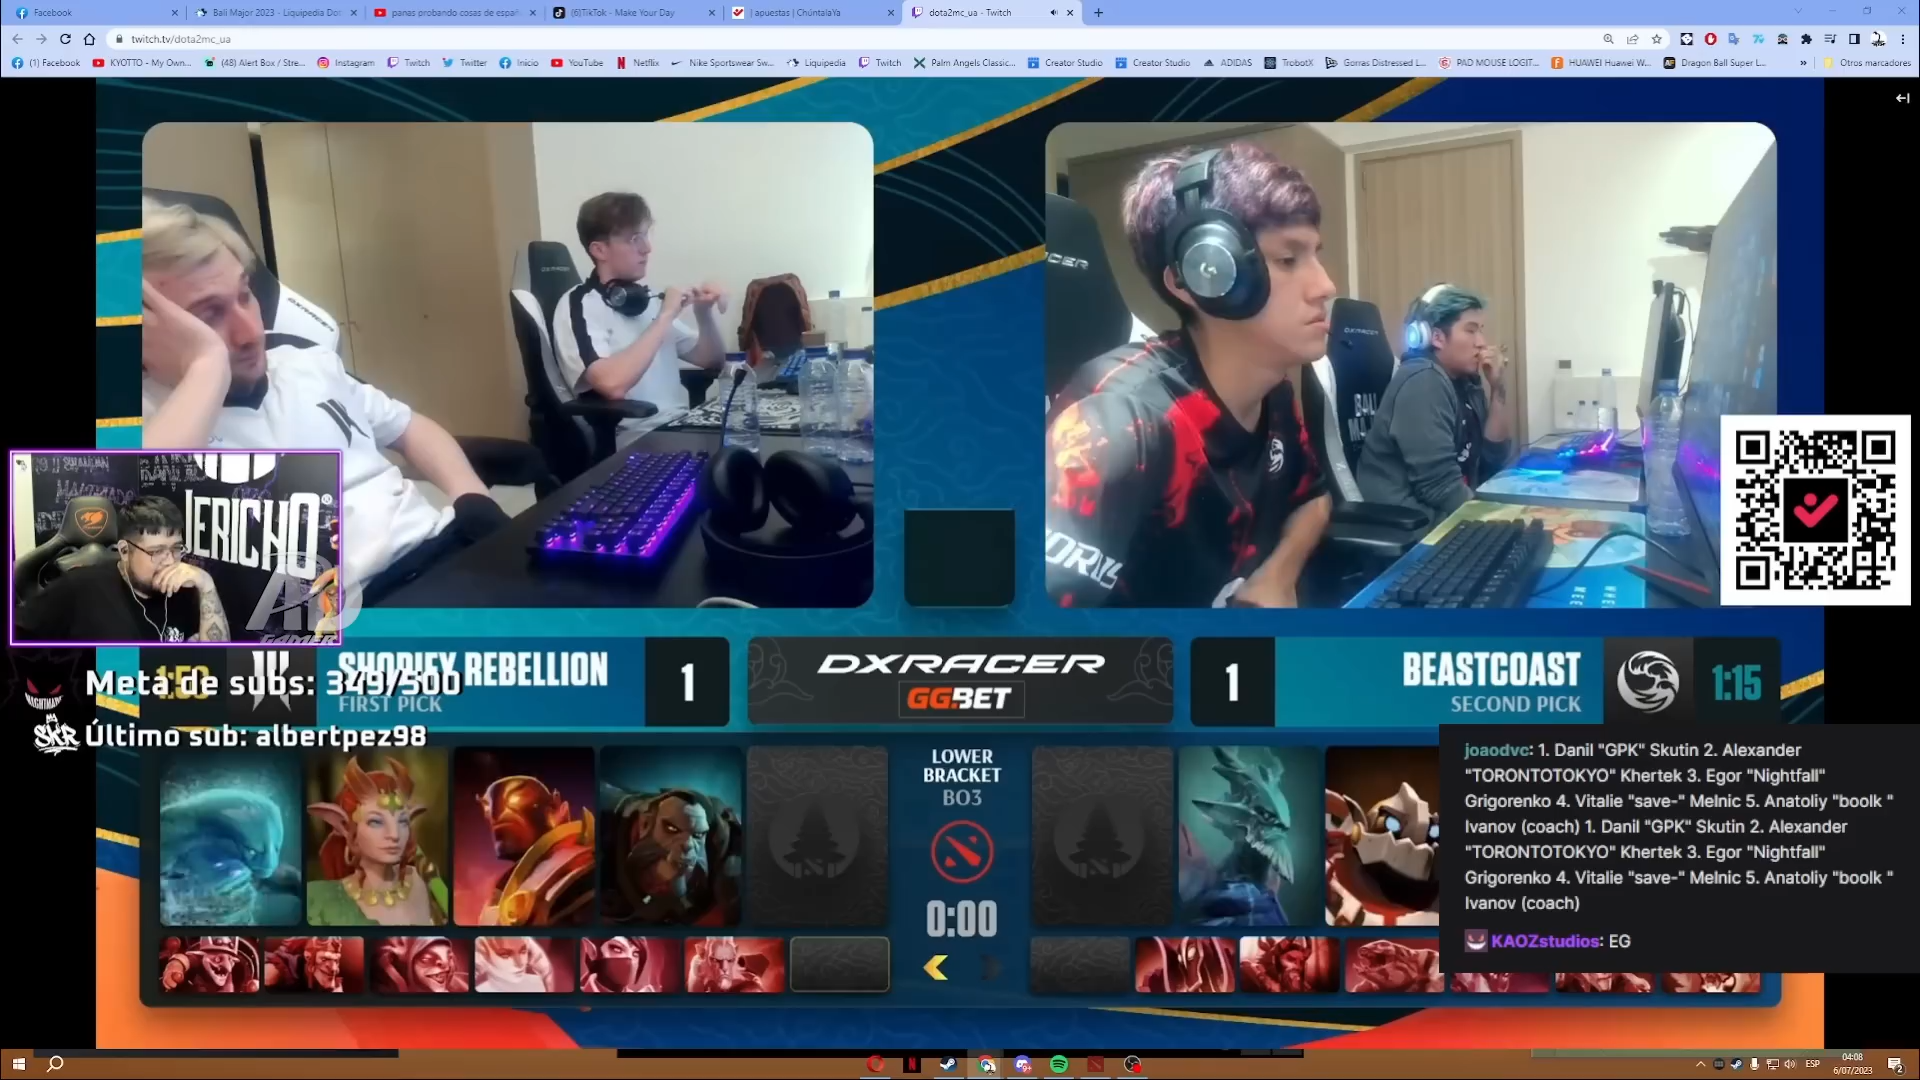 Facebook
Bali Major 2023 - Liquipedia Dot
panas probando cosas de españ
(6)TikTok - Make Your Day
! apuestas | ChúntalaYa
dota2mc_ua - Twitch
twitch.tv/dota2mc_ua
(1) Facebook
KYOTTO - My Own...
(48) Alert Box / Stre...
Instagram
Twitch
Twitter
Inicio
YouTube
Netflix
Nike Sportswear Sw...
Liquipedia
Twitch
Palm Angels Classic...
Creator Studio
Creator Studio
ADIDAS
TrobotX
Gorras Distressed L...
PAD MOUSE LOGIT...
HUAWEI Huawei W...
Dragon Ball Super L...
Otros marcadores
DXRACER
JERICHO
GAMER
SHOPIFY REBELLION
FIRST PICK
1
DXRACER
GG.BET
1
BEASTCOAST
SECOND PICK
1:15
Meta de subs: 349/500
SKR
Último sub: albertpez98
LOWER
BRACKET
BO3
0:00
joaodvc: 1. Danil "GPK" Skutin 2. Alexander
"TORONTOTOKYO" Khertek 3. Egor "Nightfall"
Grigorenko 4. Vitalie "save-" Melnic 5. Anatoliy "boolk "
Ivanov (coach) 1. Danil "GPK" Skutin 2. Alexander
"TORONTOTOKYO" Khertek 3. Egor "Nightfall"
Grigorenko 4. Vitalie "save-" Melnic 5. Anatoliy "boolk "
Ivanov (coach)
KAOZstudios: EG
ESP
04:08
6/07/2023